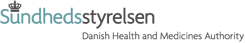 Sundhedsstyrelsen
Danish Health and Medicines Authority